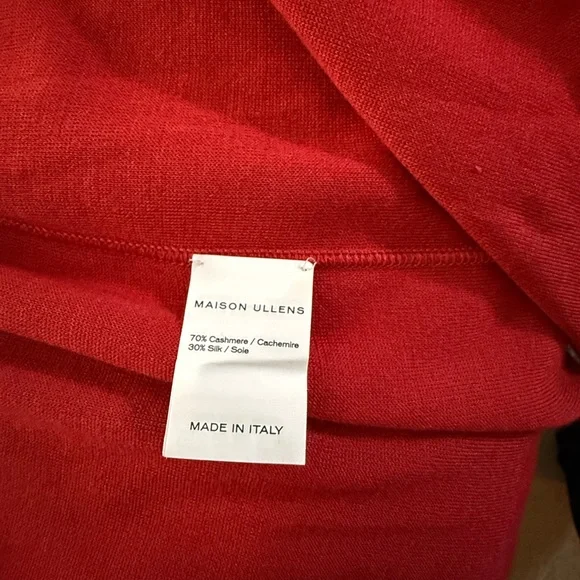 MAISON ULLENS
70% Cashmere / Cachemire
30% Silk / Soie
MADE IN ITALY